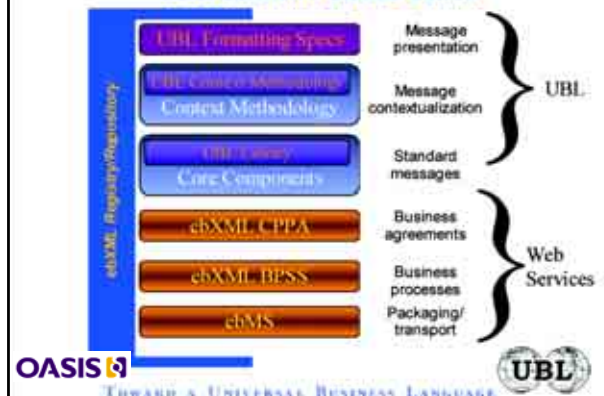 UBL Formatting Specs
Message
presentation
UBL Context Methodology
Context Methodology
Message
contextualization
UBL
UBL Library
Core Components
Standard
messages
ebXML Registry/Repository
ebXML CPPA
Business
agreements
ebXML BPSS
Business
processes
Web
Services
ebMS
Packaging/
transport
OASIS
UBL
TOWARD A UNIVERSAL BUSINESS LANGUAGE